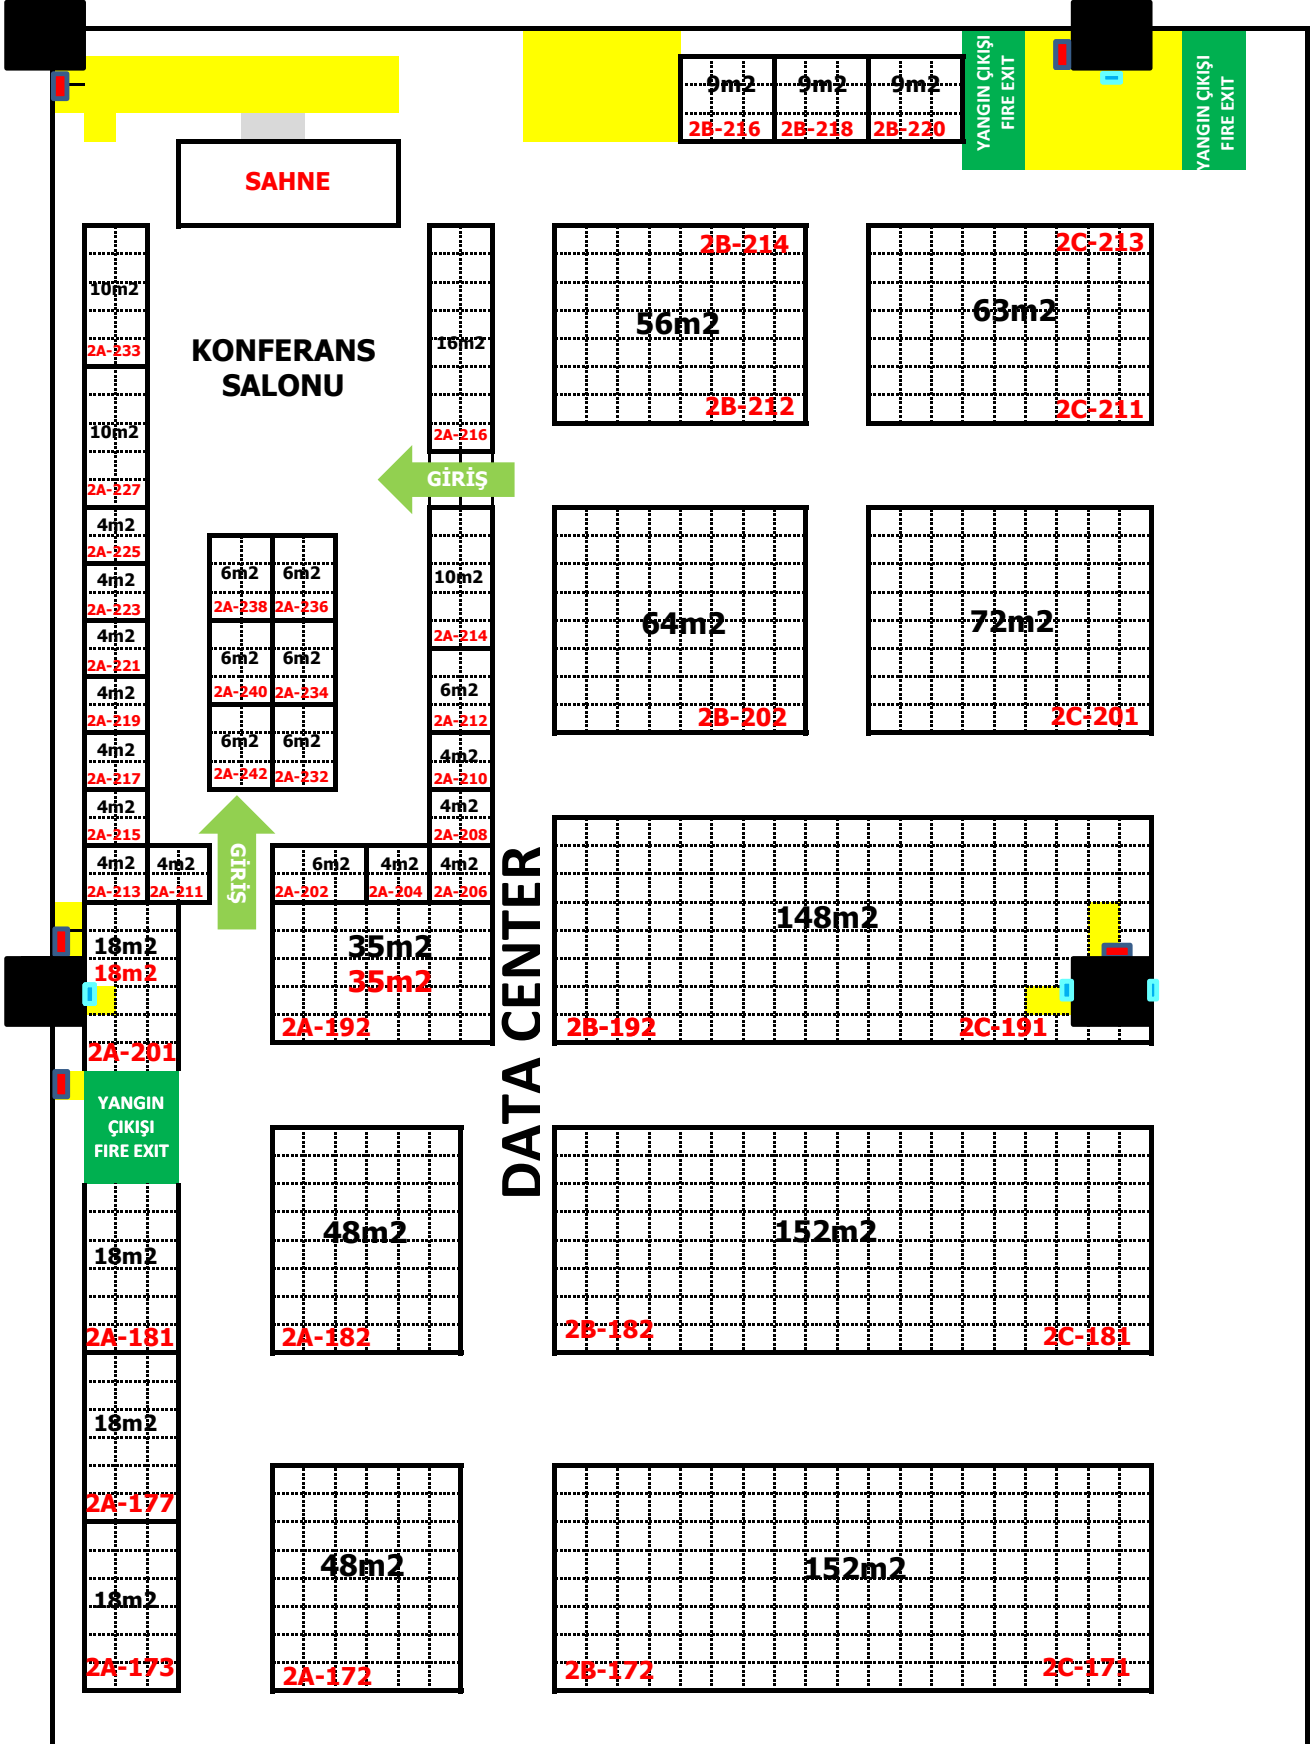 YANGIN ÇIKIŞI
FIRE EXIT
YANGIN ÇIKIŞI
FIRE EXIT
9m2
9m2
9m2
2B-216
2B-218
2B-220
SAHNE
2B-214
2C-213
10m2
56m2
63m2
16m2
2A-233
KONFERANS
SALONU
2B-212
2C-211
10m2
2A-216
2A-227
GİRİŞ
4m2
2A-225
4m2
2A-223
4m2
2A-221
4m2
2A-219
4m2
2A-217
4m2
2A-215
4m2
2A-213
4m2
2A-211
6m2
6m2
2A-238
2A-236
6m2
6m2
2A-240
2A-234
6m2
6m2
2A-242
2A-232
GİRİŞ
10m2
2A-214
6m2
2A-212
4m2
2A-210
4m2
2A-208
6m2
4m2
4m2
2A-202
2A-204
2A-206
64m2
2B-202
72m2
2C-201
DATA CENTER
148m2
2B-192
2C-191
18m2
18m2
2A-201
35m2
35m2
2A-192
YANGIN
ÇIKIŞI
FIRE EXIT
18m2
2A-181
48m2
2A-182
152m2
2B-182
2C-181
18m2
2A-177
18m2
2A-173
48m2
2A-172
152m2
2B-172
2C-171